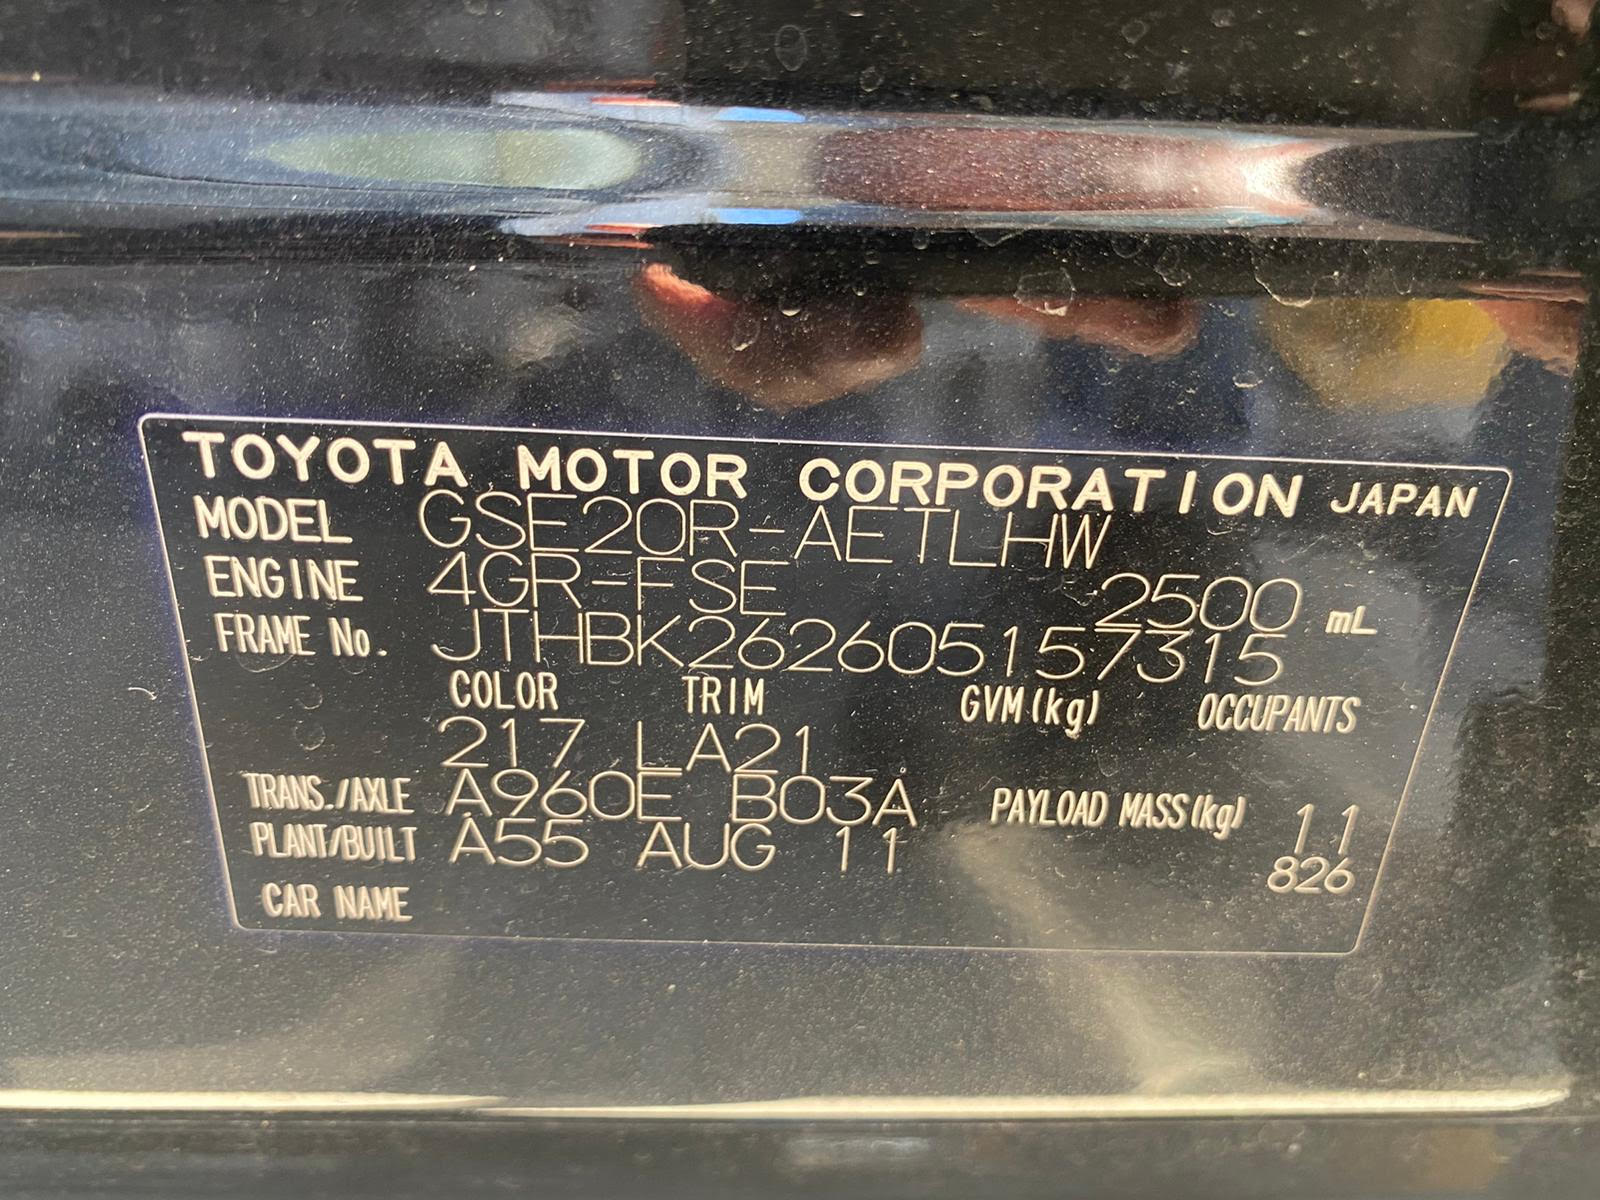 TOYOTA MOTOR CORPORATION JAPAN
MODEL GSE20R-AETLHW
ENGINE 4GR-FSE 2500 mL
FRAME No. JTHBK262605157315
COLOR TRIM GVM(kg) OCCUPANTS
217 LA21
TRANS./AXLE A960E B03A PAYLOAD MASS(kg) 11
PLANT/BUILT A55 AUG 11 826
CAR NAME